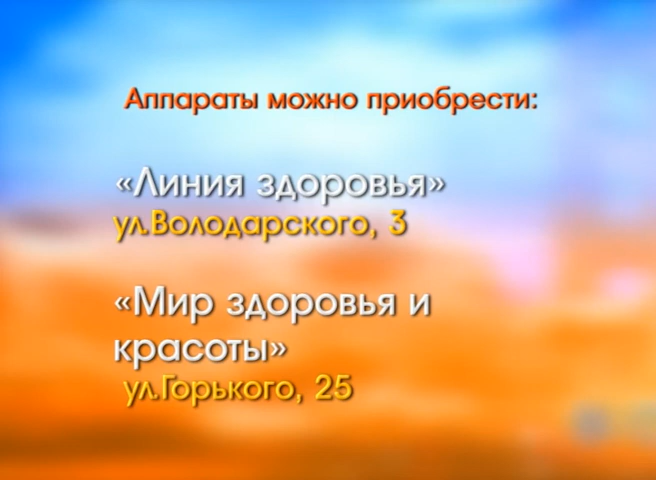 Аппараты можно приобрести:
«Линия здоровья»
ул.Володарского, 3
«Мир здоровья и
красоты»
ул.Горького, 25